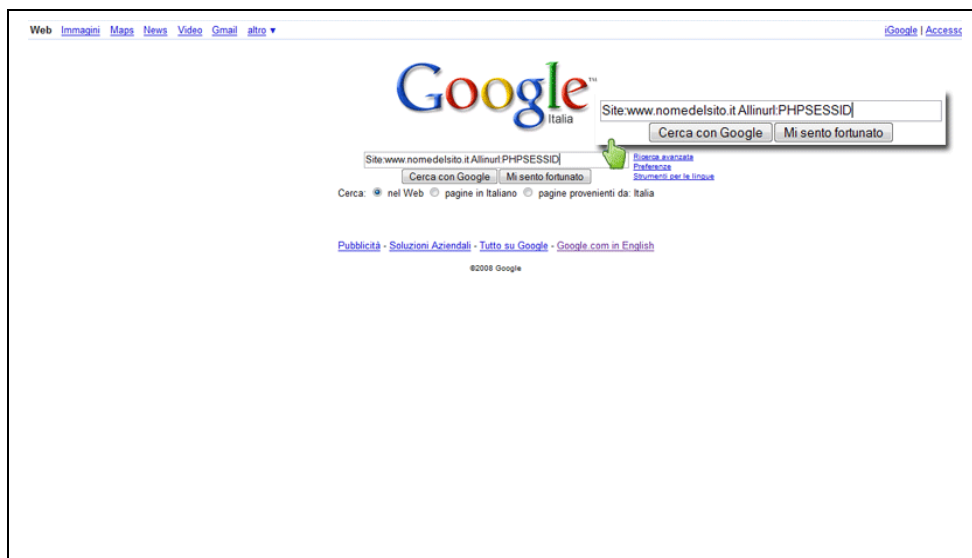 Web Immagini Maps News Video Gmail altro ▼ iGoogle | Accesso
Google™
Italia
Site:www.nomedelsito.it Allinurl:PHPSESSID
Cerca con Google Mi sento fortunato
Site:www.nomedelsito.it Allinurl:PHPSESSID
Cerca con Google Mi sento fortunato
Ricerca avanzata
Preferenze
Strumenti per le lingue
Cerca: nel Web pagine in Italiano pagine provenienti da: Italia
Pubblicità - Soluzioni Aziendali - Tutto su Google - Google.com in English
©2008 Google